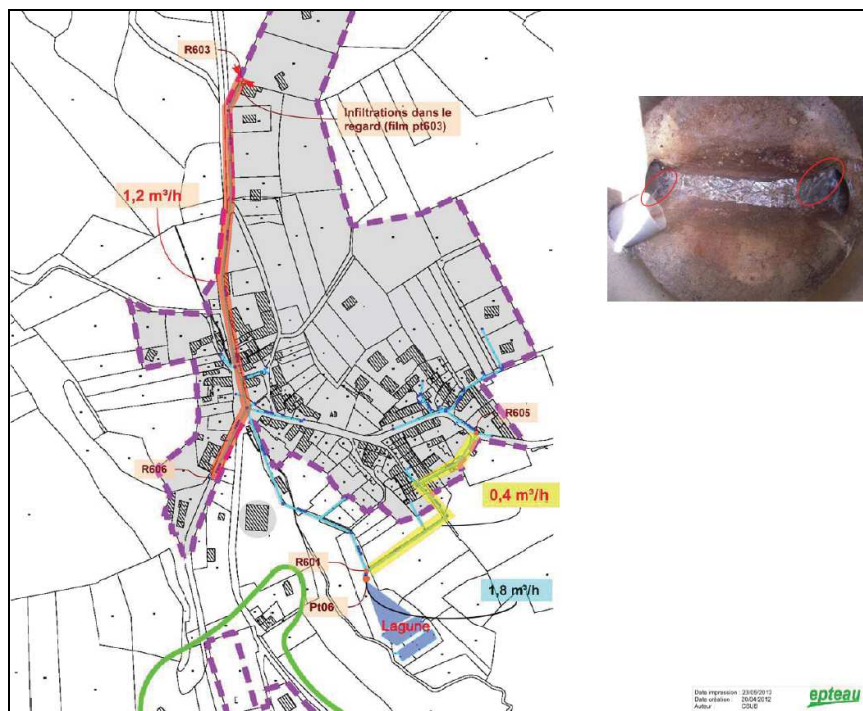 R603
Infiltrations dans le
regard (film pt603)
1,2 m³/h
AB
R605
R606
0,4 m³/h
R601
1,8 m³/h
Pt06
Lagune
epteau